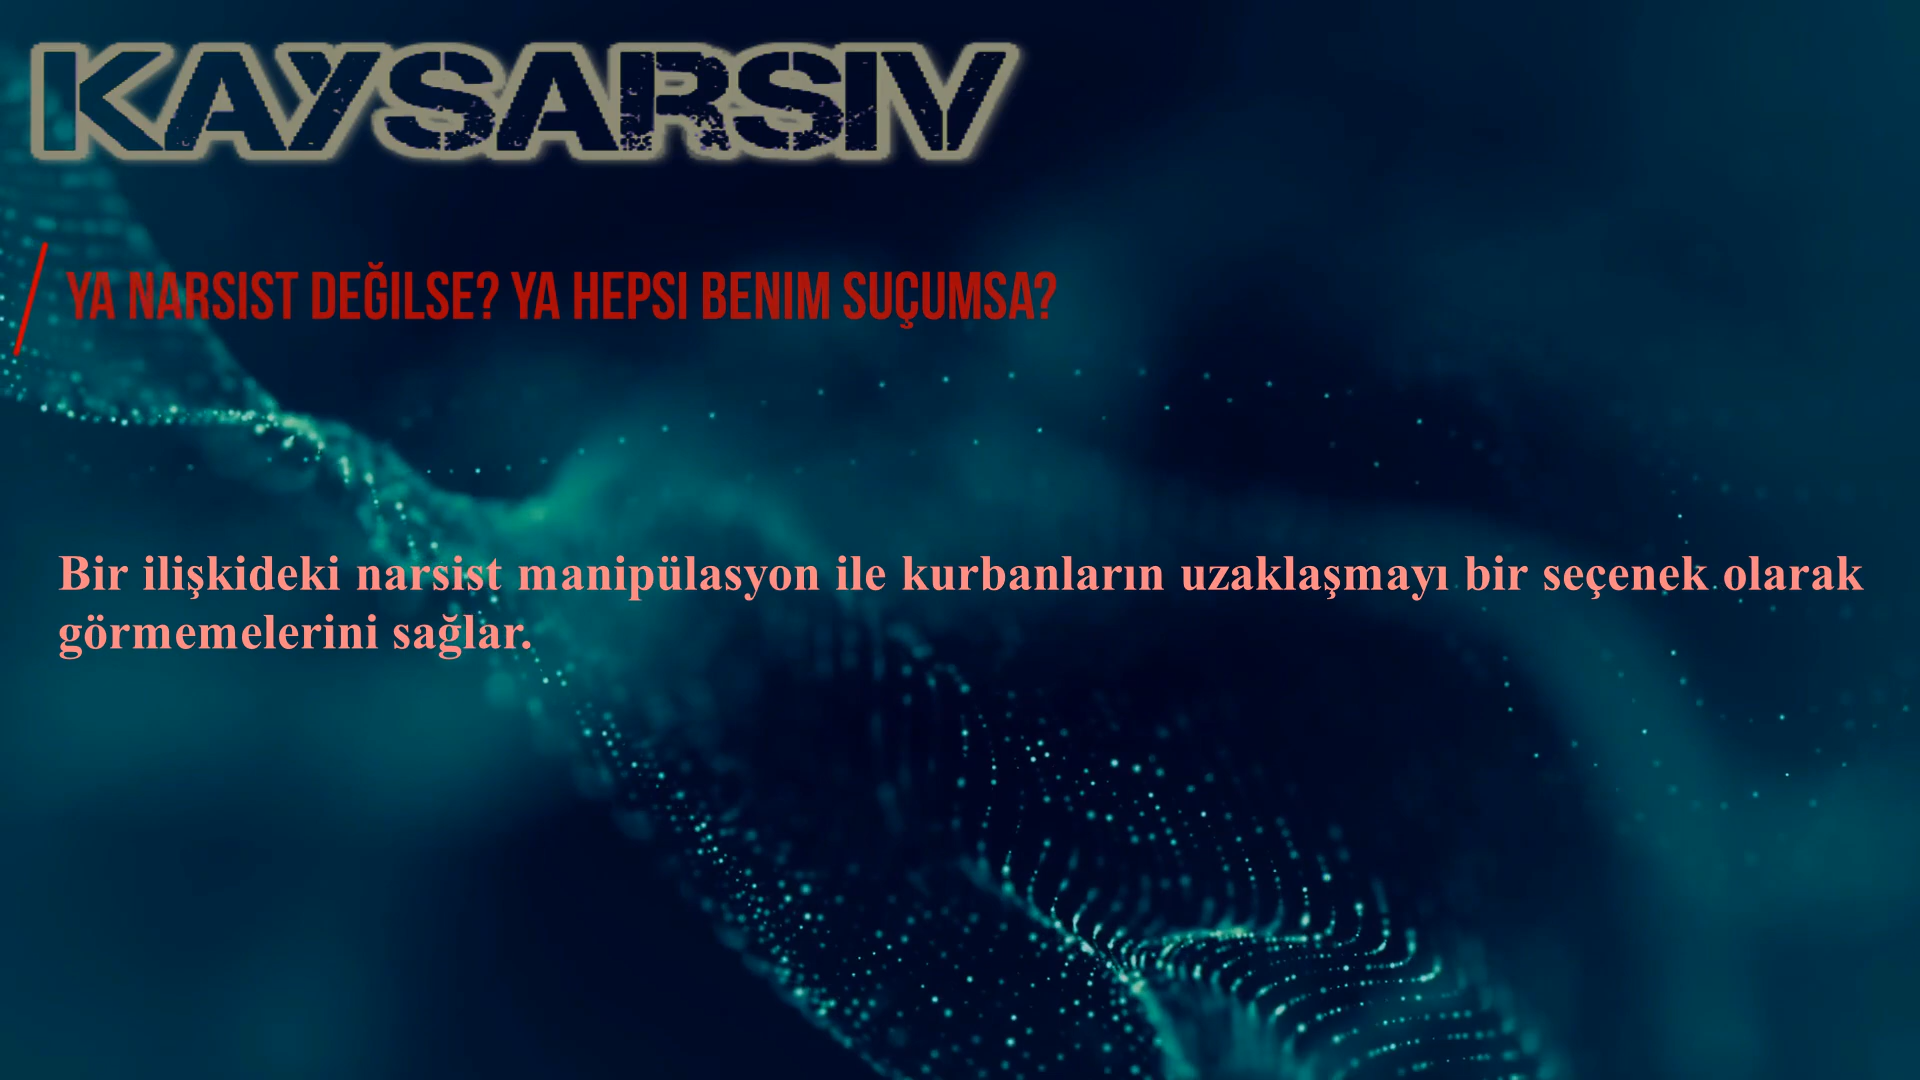 KAYSARSIV
YA NARSIST DEĞILSE? YA HEPSI BENIM SUÇUMSA?
Bir ilişkideki narsist manipülasyon ile kurbanların uzaklaşmayı bir seçenek olarak
görmemelerini sağlar.